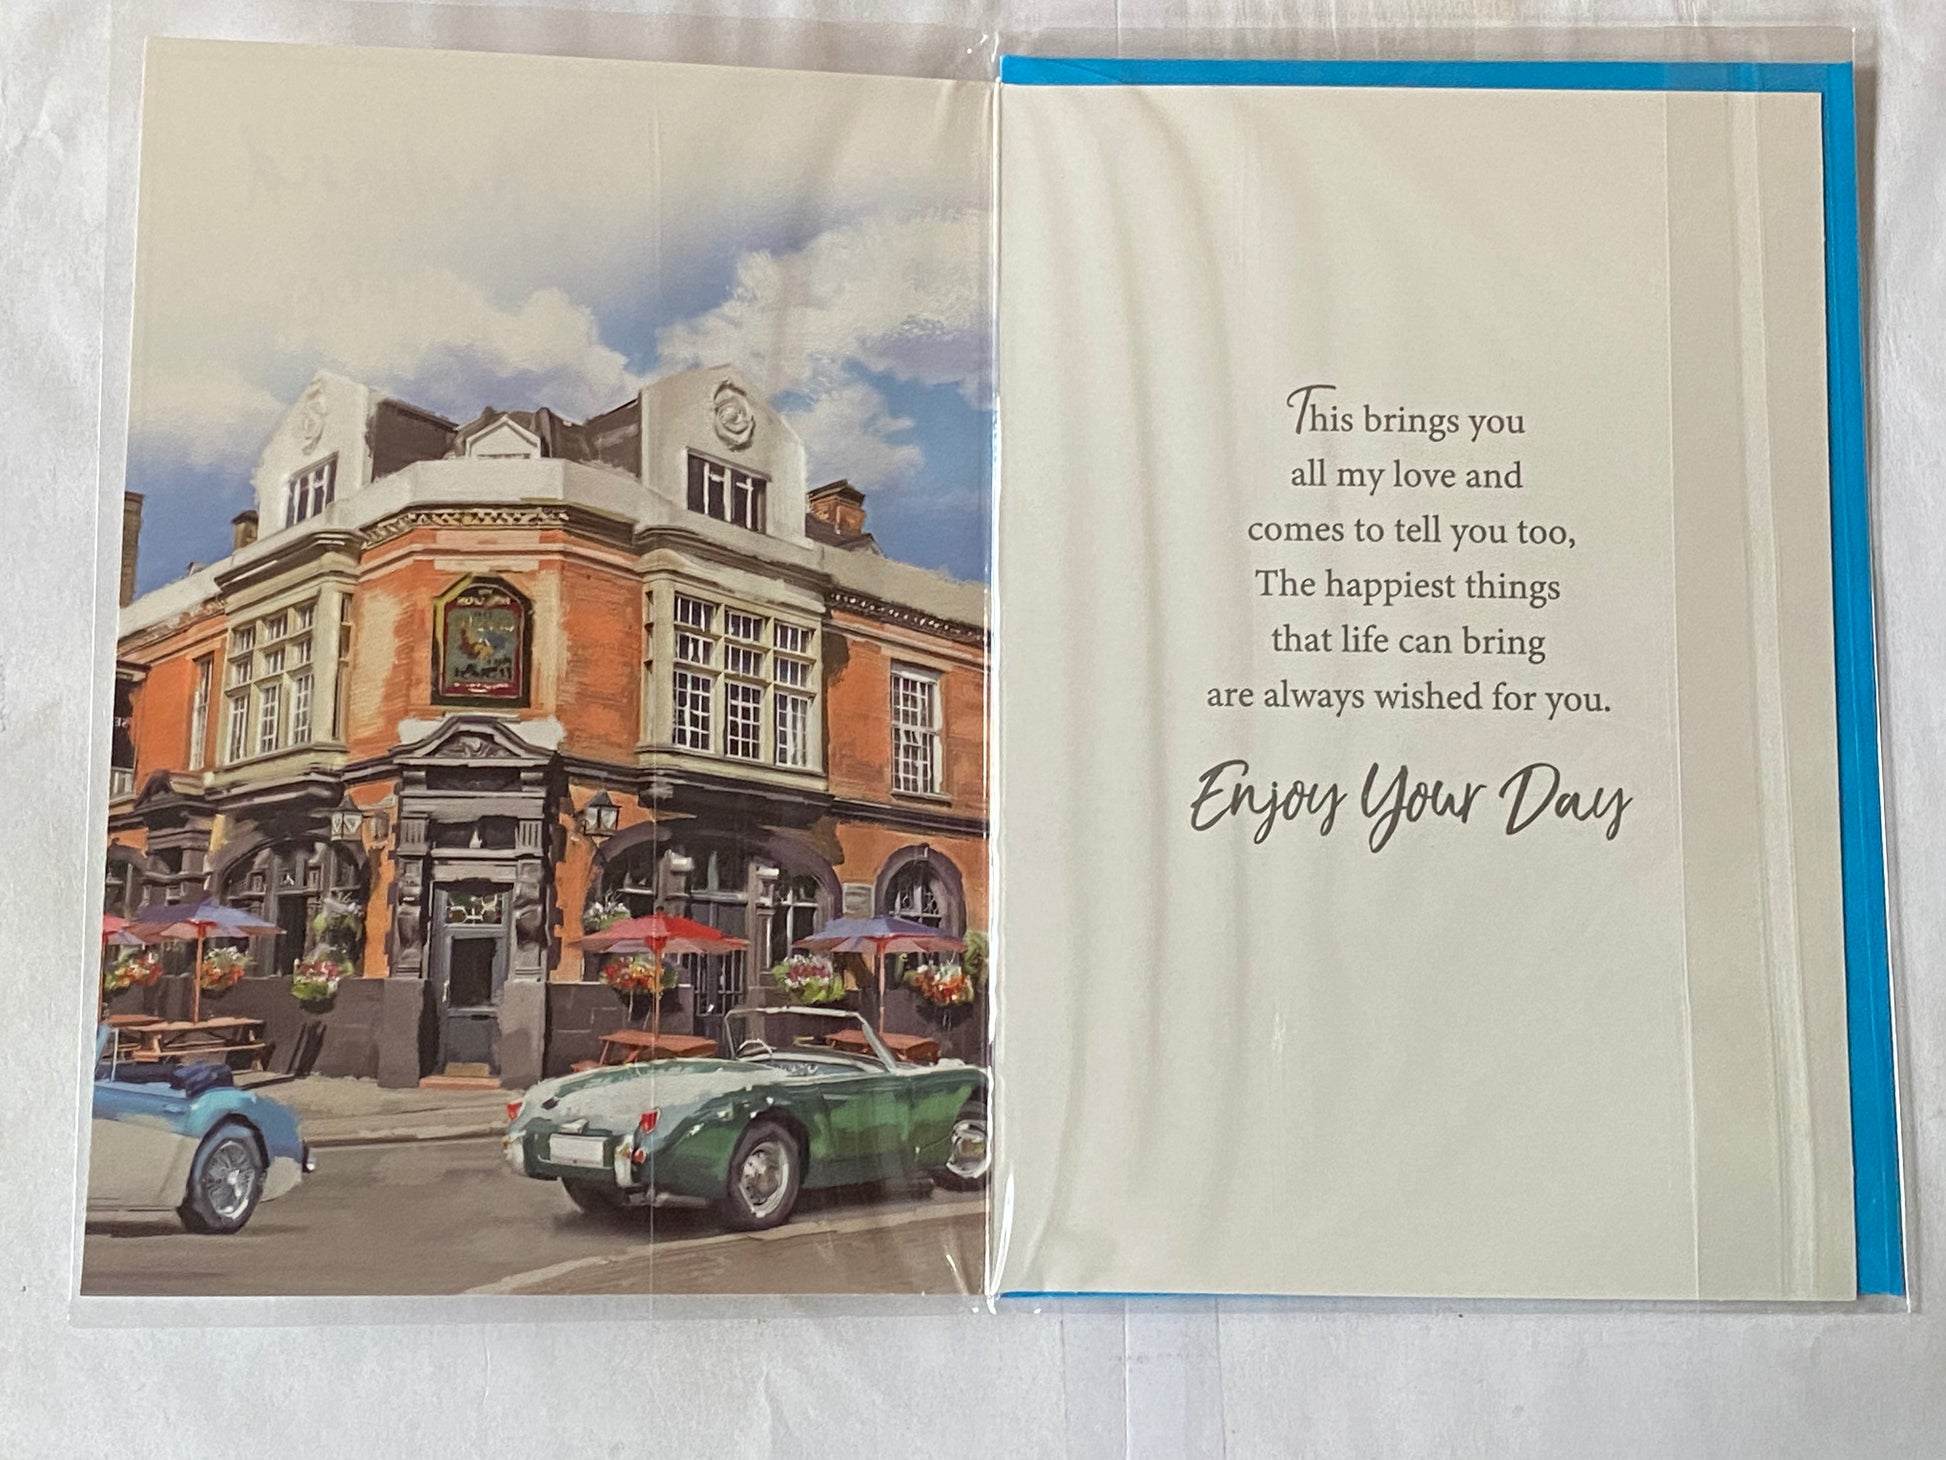 This brings you
all my love and
comes to tell you too,
The happiest things
that life can bring
are always wished for you.
Enjoy Your Day